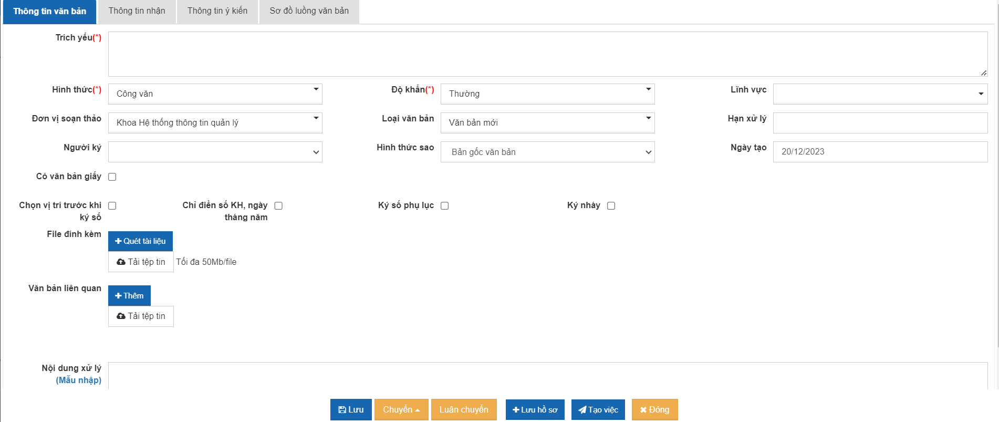 Thông tin văn bản Thông tin nhận Thông tin ý kiến Sơ đồ luồng văn bản
Trích yếu(*)
Hình thức(*) Công văn Độ khẩn(*) Thường Lĩnh vực
Đơn vị soạn thảo Khoa Hệ thống thông tin quản lý Loại văn bản Văn bản mới Hạn xử lý
Người ký Hình thức sao Bản gốc văn bản Ngày tạo 20/12/2023
Có văn bản giấy
Chọn vị trí trước khi ký số Chỉ điền số KH, ngày tháng năm Ký số phụ lục Ký nháy
File đính kèm Quét tài liệu
Tải tệp tin Tối đa 50Mb/file
Văn bản liên quan Thêm
Tải tệp tin
Nội dung xử lý
(Mẫu nhập)
Lưu Chuyển Luân chuyển Lưu hồ sơ Tạo việc Đóng